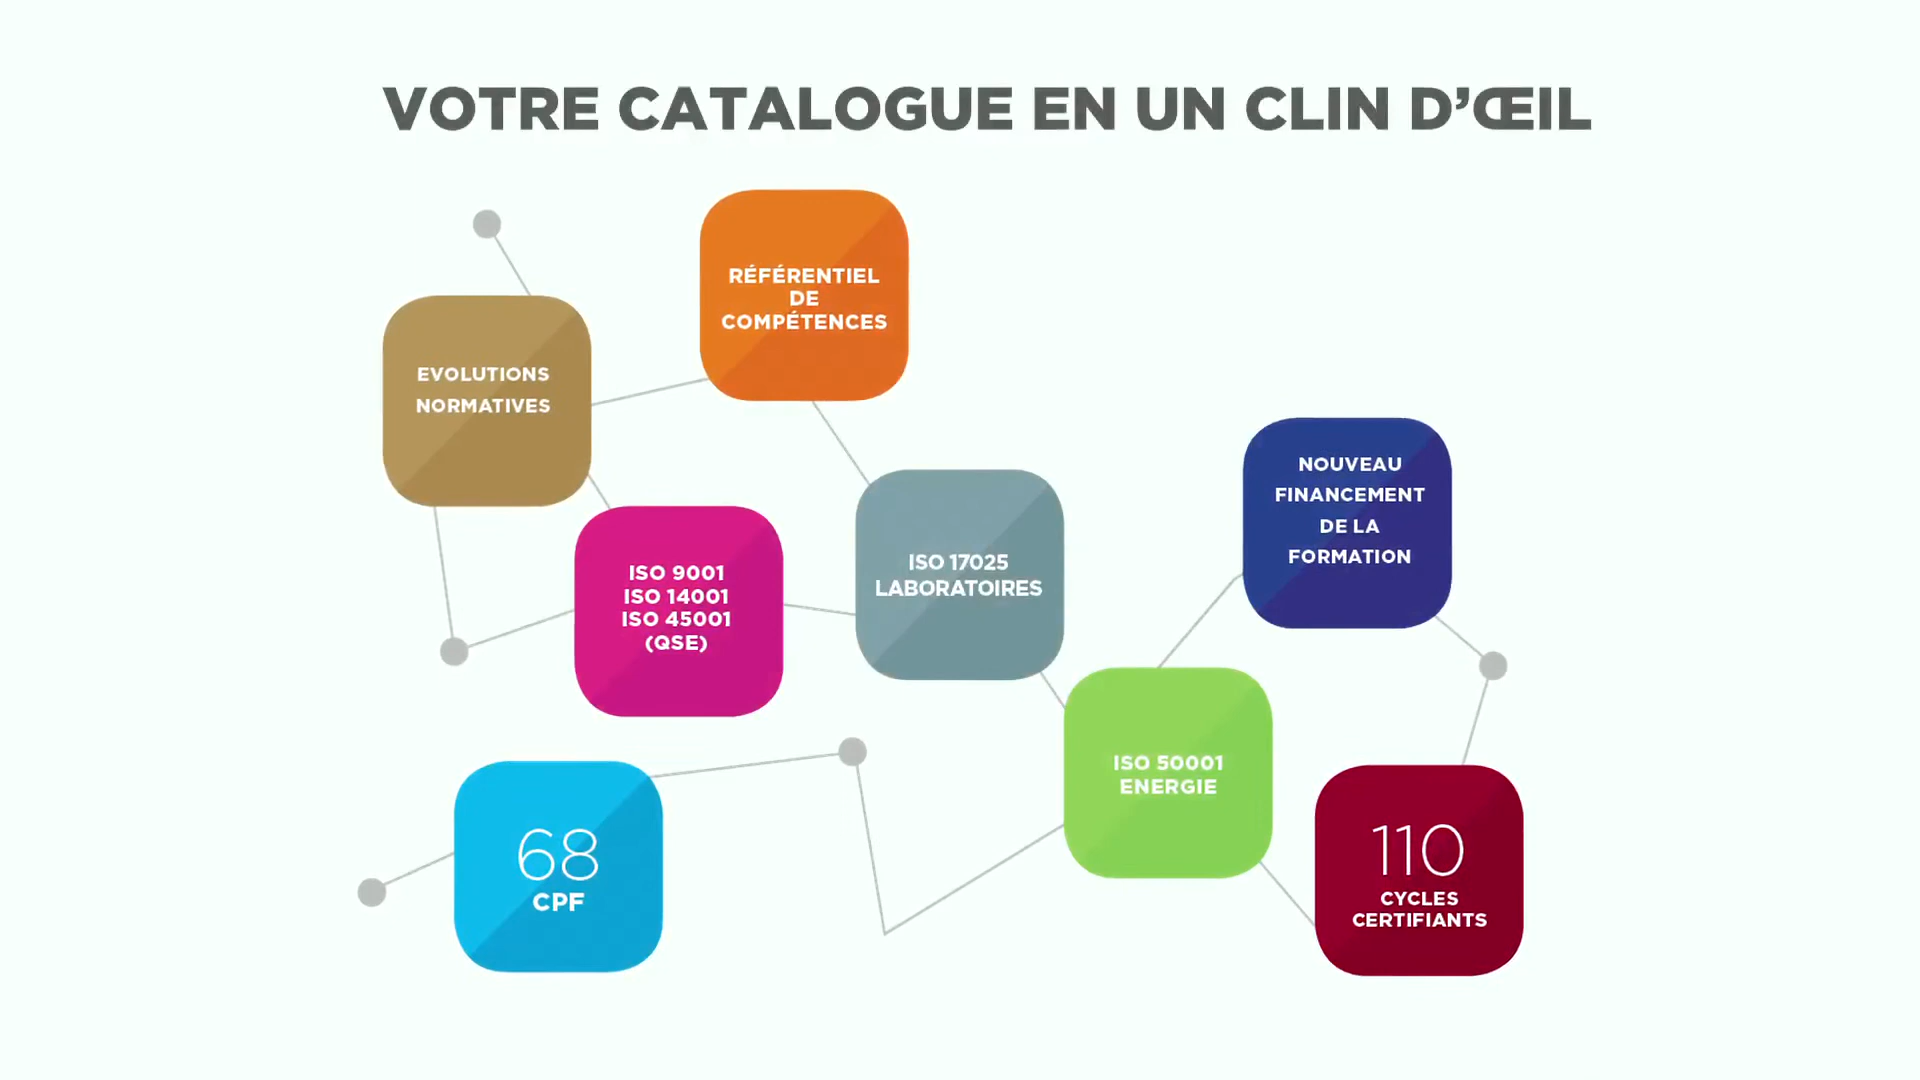 VOTRE CATALOGUE EN UN CLIN D’ŒIL
RÉFÉRENTIEL
DE
COMPÉTENCES
EVOLUTIONS
NORMATIVES
NOUVEAU
FINANCEMENT
DE LA
FORMATION
ISO 9001
ISO 14001
ISO 45001
(QSE)
ISO 17025
LABORATOIRES
ISO 50001
ENERGIE
68
CPF
110
CYCLES
CERTIFIANTS